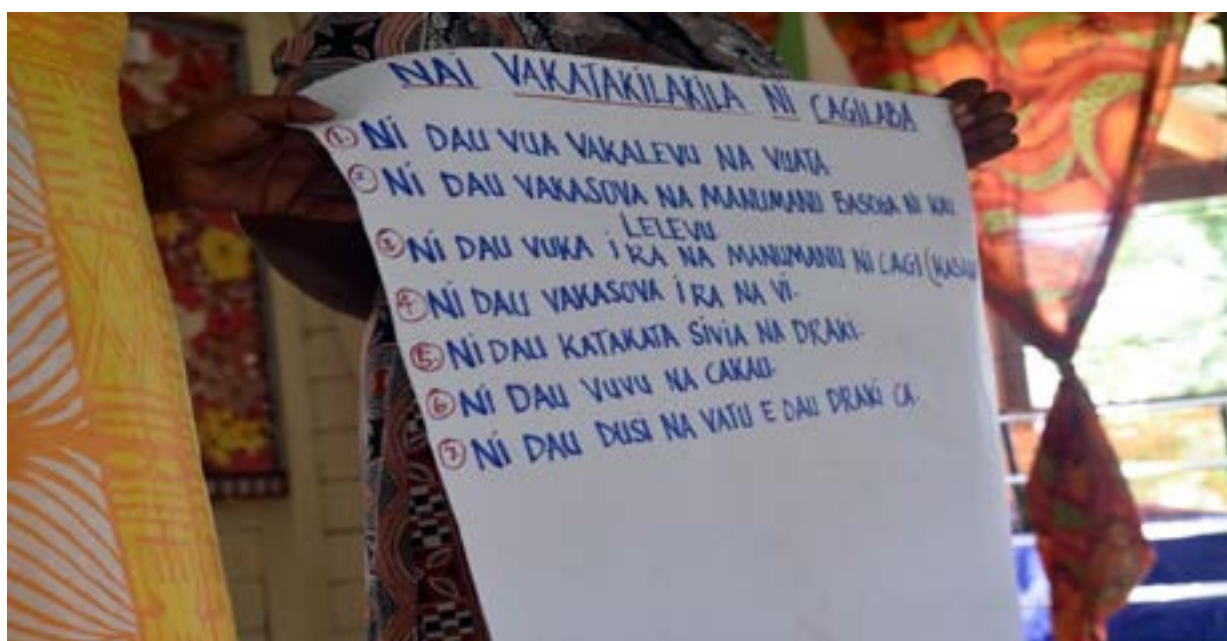 NAI VAKATAKILAKILA NI CAGILABA
1. NI DAU VUA VAKALEVU NA VUATA
2. NI DAU VAKASOVA NA MANUMANU NI KAU
LELEVU
3. NI DAU VUKA I RA NA MANUMANU NI CAGI (KASA
4. NI DAU VAKASOVA I RA NA VI.
5. NI DAU KATAKATA SIVIA NA DRAKI.
6. NI DAU VUVU NA CAKAU.
7. NI DAU DUSI NA VATU E DAU DRAKI CA.